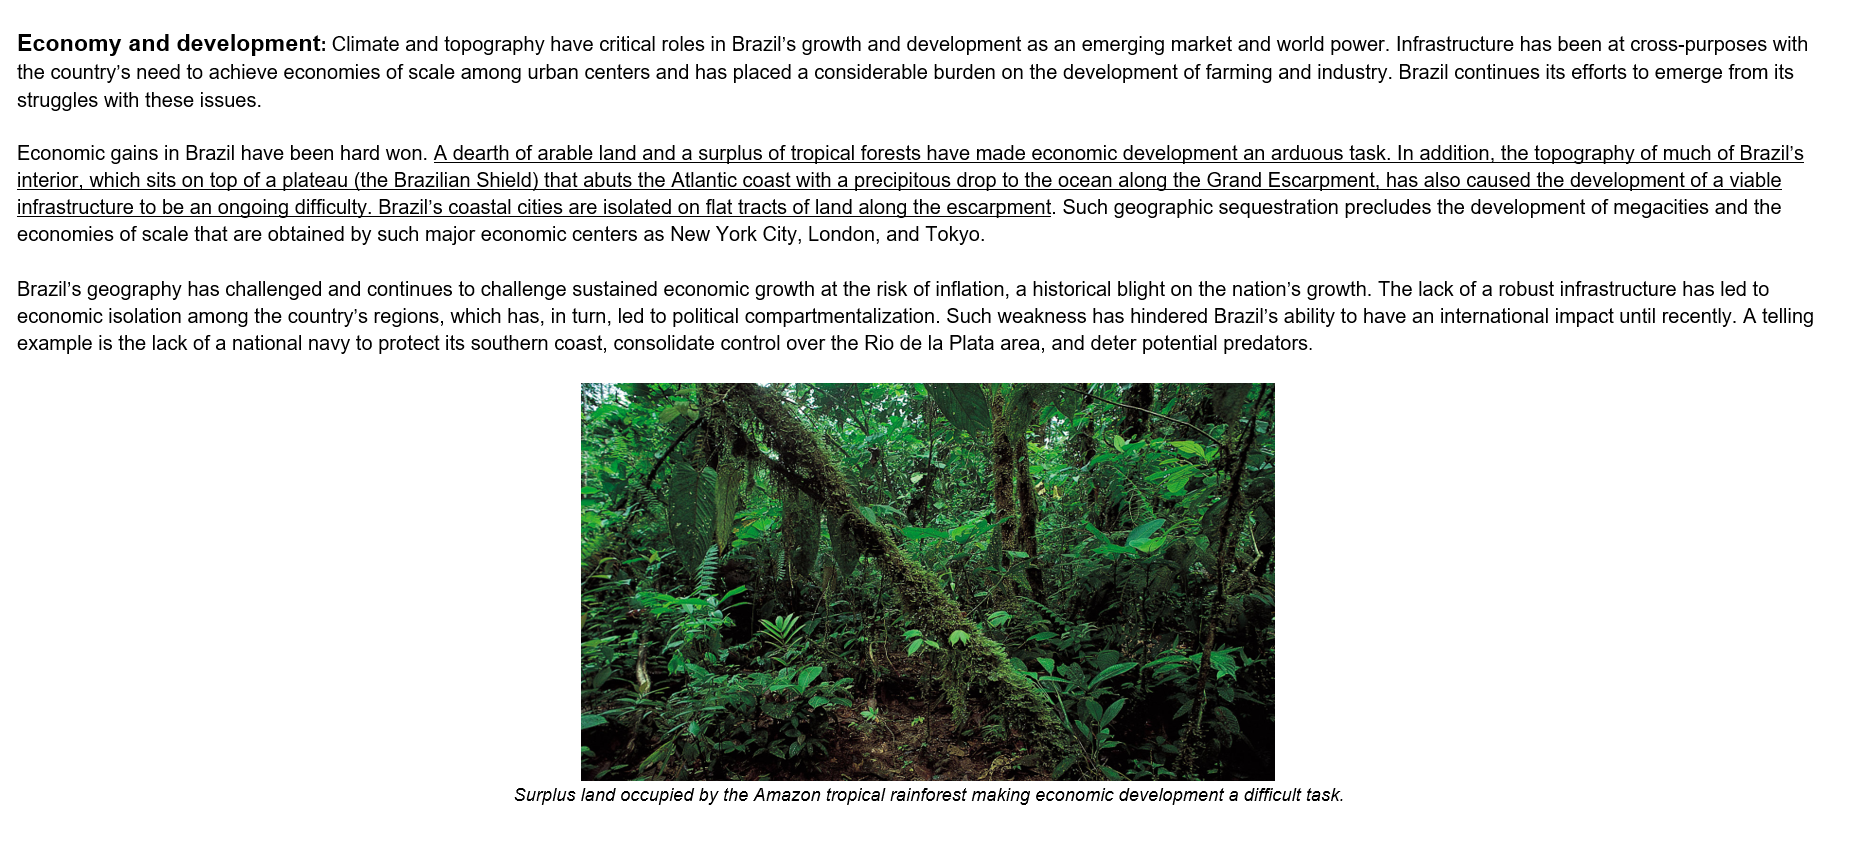 Economy and development: Climate and topography have critical roles in Brazil’s growth and development as an emerging market and world power. Infrastructure has been at cross-purposes with
the country’s need to achieve economies of scale among urban centers and has placed a considerable burden on the development of farming and industry. Brazil continues its efforts to emerge from its
struggles with these issues.
Economic gains in Brazil have been hard won. A dearth of arable land and a surplus of tropical forests have made economic development an arduous task. In addition, the topography of much of Brazil’s
interior, which sits on top of a plateau (the Brazilian Shield) that abuts the Atlantic coast with a precipitous drop to the ocean along the Grand Escarpment, has also caused the development of a viable
infrastructure to be an ongoing difficulty. Brazil’s coastal cities are isolated on flat tracts of land along the escarpment. Such geographic sequestration precludes the development of megacities and the
economies of scale that are obtained by such major economic centers as New York City, London, and Tokyo.
Brazil’s geography has challenged and continues to challenge sustained economic growth at the risk of inflation, a historical blight on the nation’s growth. The lack of a robust infrastructure has led to
economic isolation among the country’s regions, which has, in turn, led to political compartmentalization. Such weakness has hindered Brazil’s ability to have an international impact until recently. A telling
example is the lack of a national navy to protect its southern coast, consolidate control over the Rio de la Plata area, and deter potential predators.
Surplus land occupied by the Amazon tropical rainforest making economic development a difficult task.